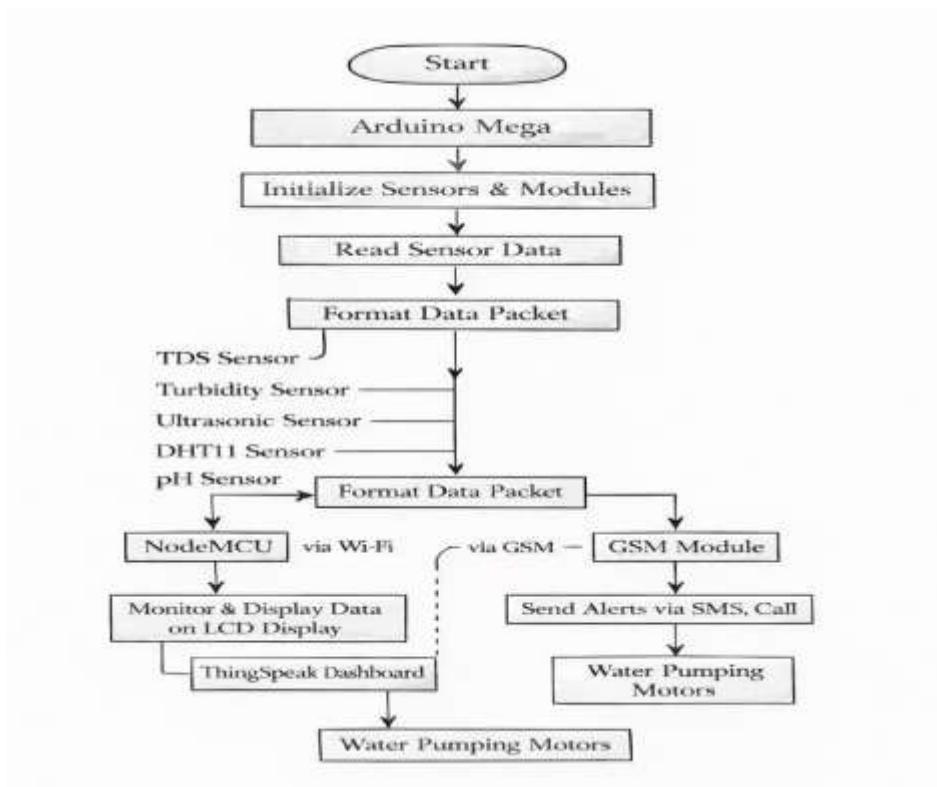 Start
Arduino Mega
Initialize Sensors & Modules
Read Sensor Data
Format Data Packet
TDS Sensor
Turbidity Sensor
Ultrasonic Sensor
DHT11 Sensor
pH Sensor
Format Data Packet
NodeMCU
via Wi-Fi
via GSM
GSM Module
Monitor & Display Data
on LCD Display
Send Alerts via SMS, Call
ThingSpeak Dashboard
Water Pumping
Motors
Water Pumping Motors